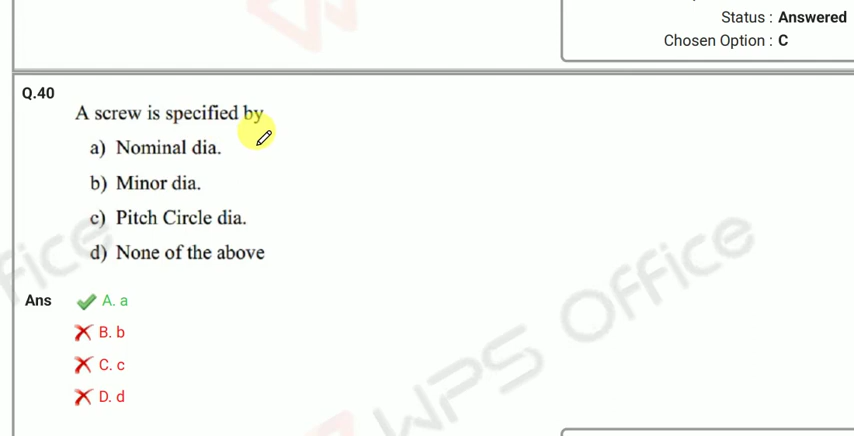 Status : Answered
Chosen Option : C
Q.40
A screw is specified by
a) Nominal dia.
b) Minor dia.
c) Pitch Circle dia.
d) None of the above
Ans A. a
B. b
C. c
D. d
fice
WPS Office